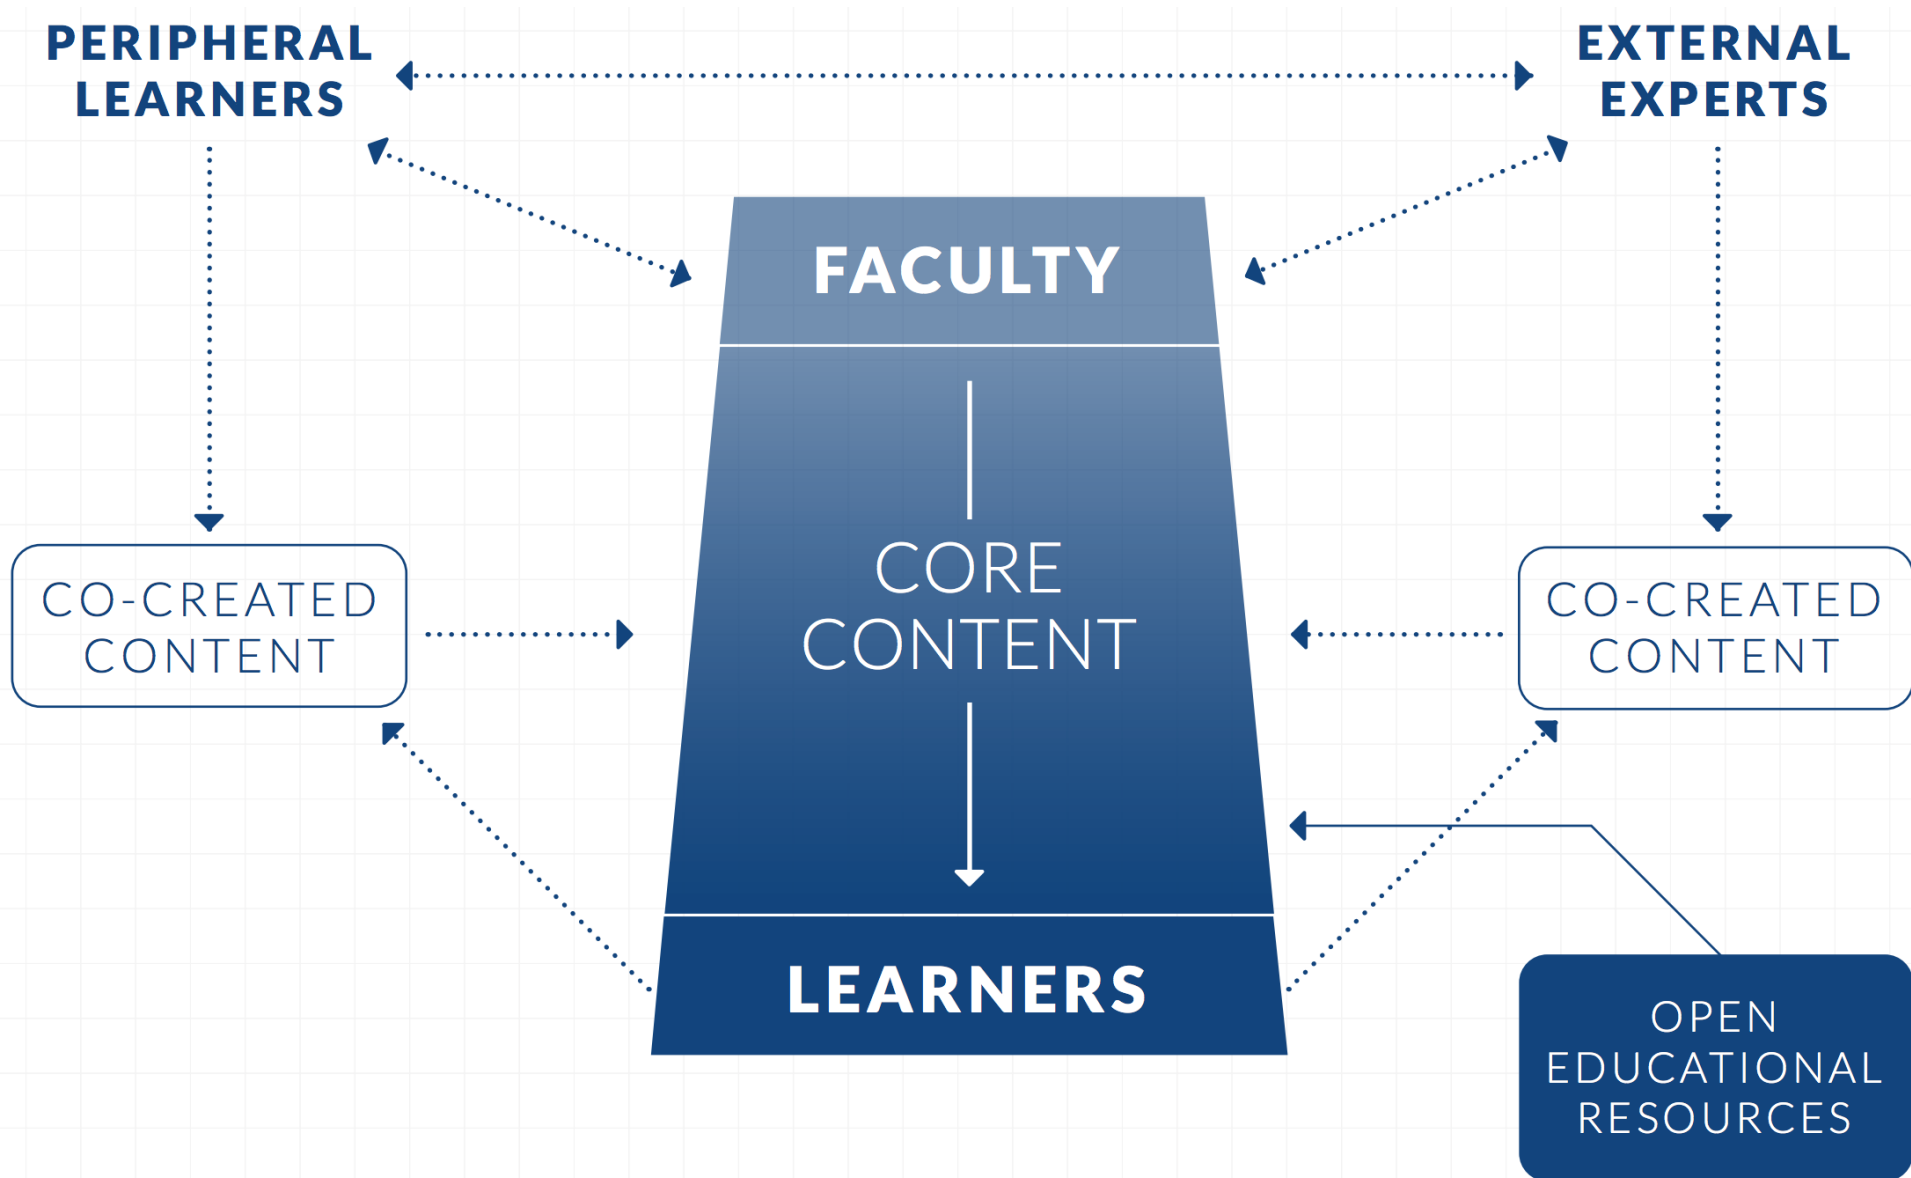 PERIPHERAL
LEARNERS
EXTERNAL
EXPERTS
FACULTY
CORE
CONTENT
CO-CREATED
CONTENT
CO-CREATED
CONTENT
LEARNERS
OPEN
EDUCATIONAL
RESOURCES